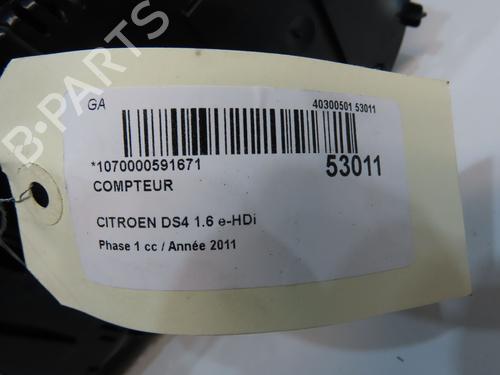 B-PARTS
GA
40300501 53011
*1070000591671
53011
COMPTEUR
CITROEN DS4 1.6 e-HDi
Phase 1 cc / Année 2011